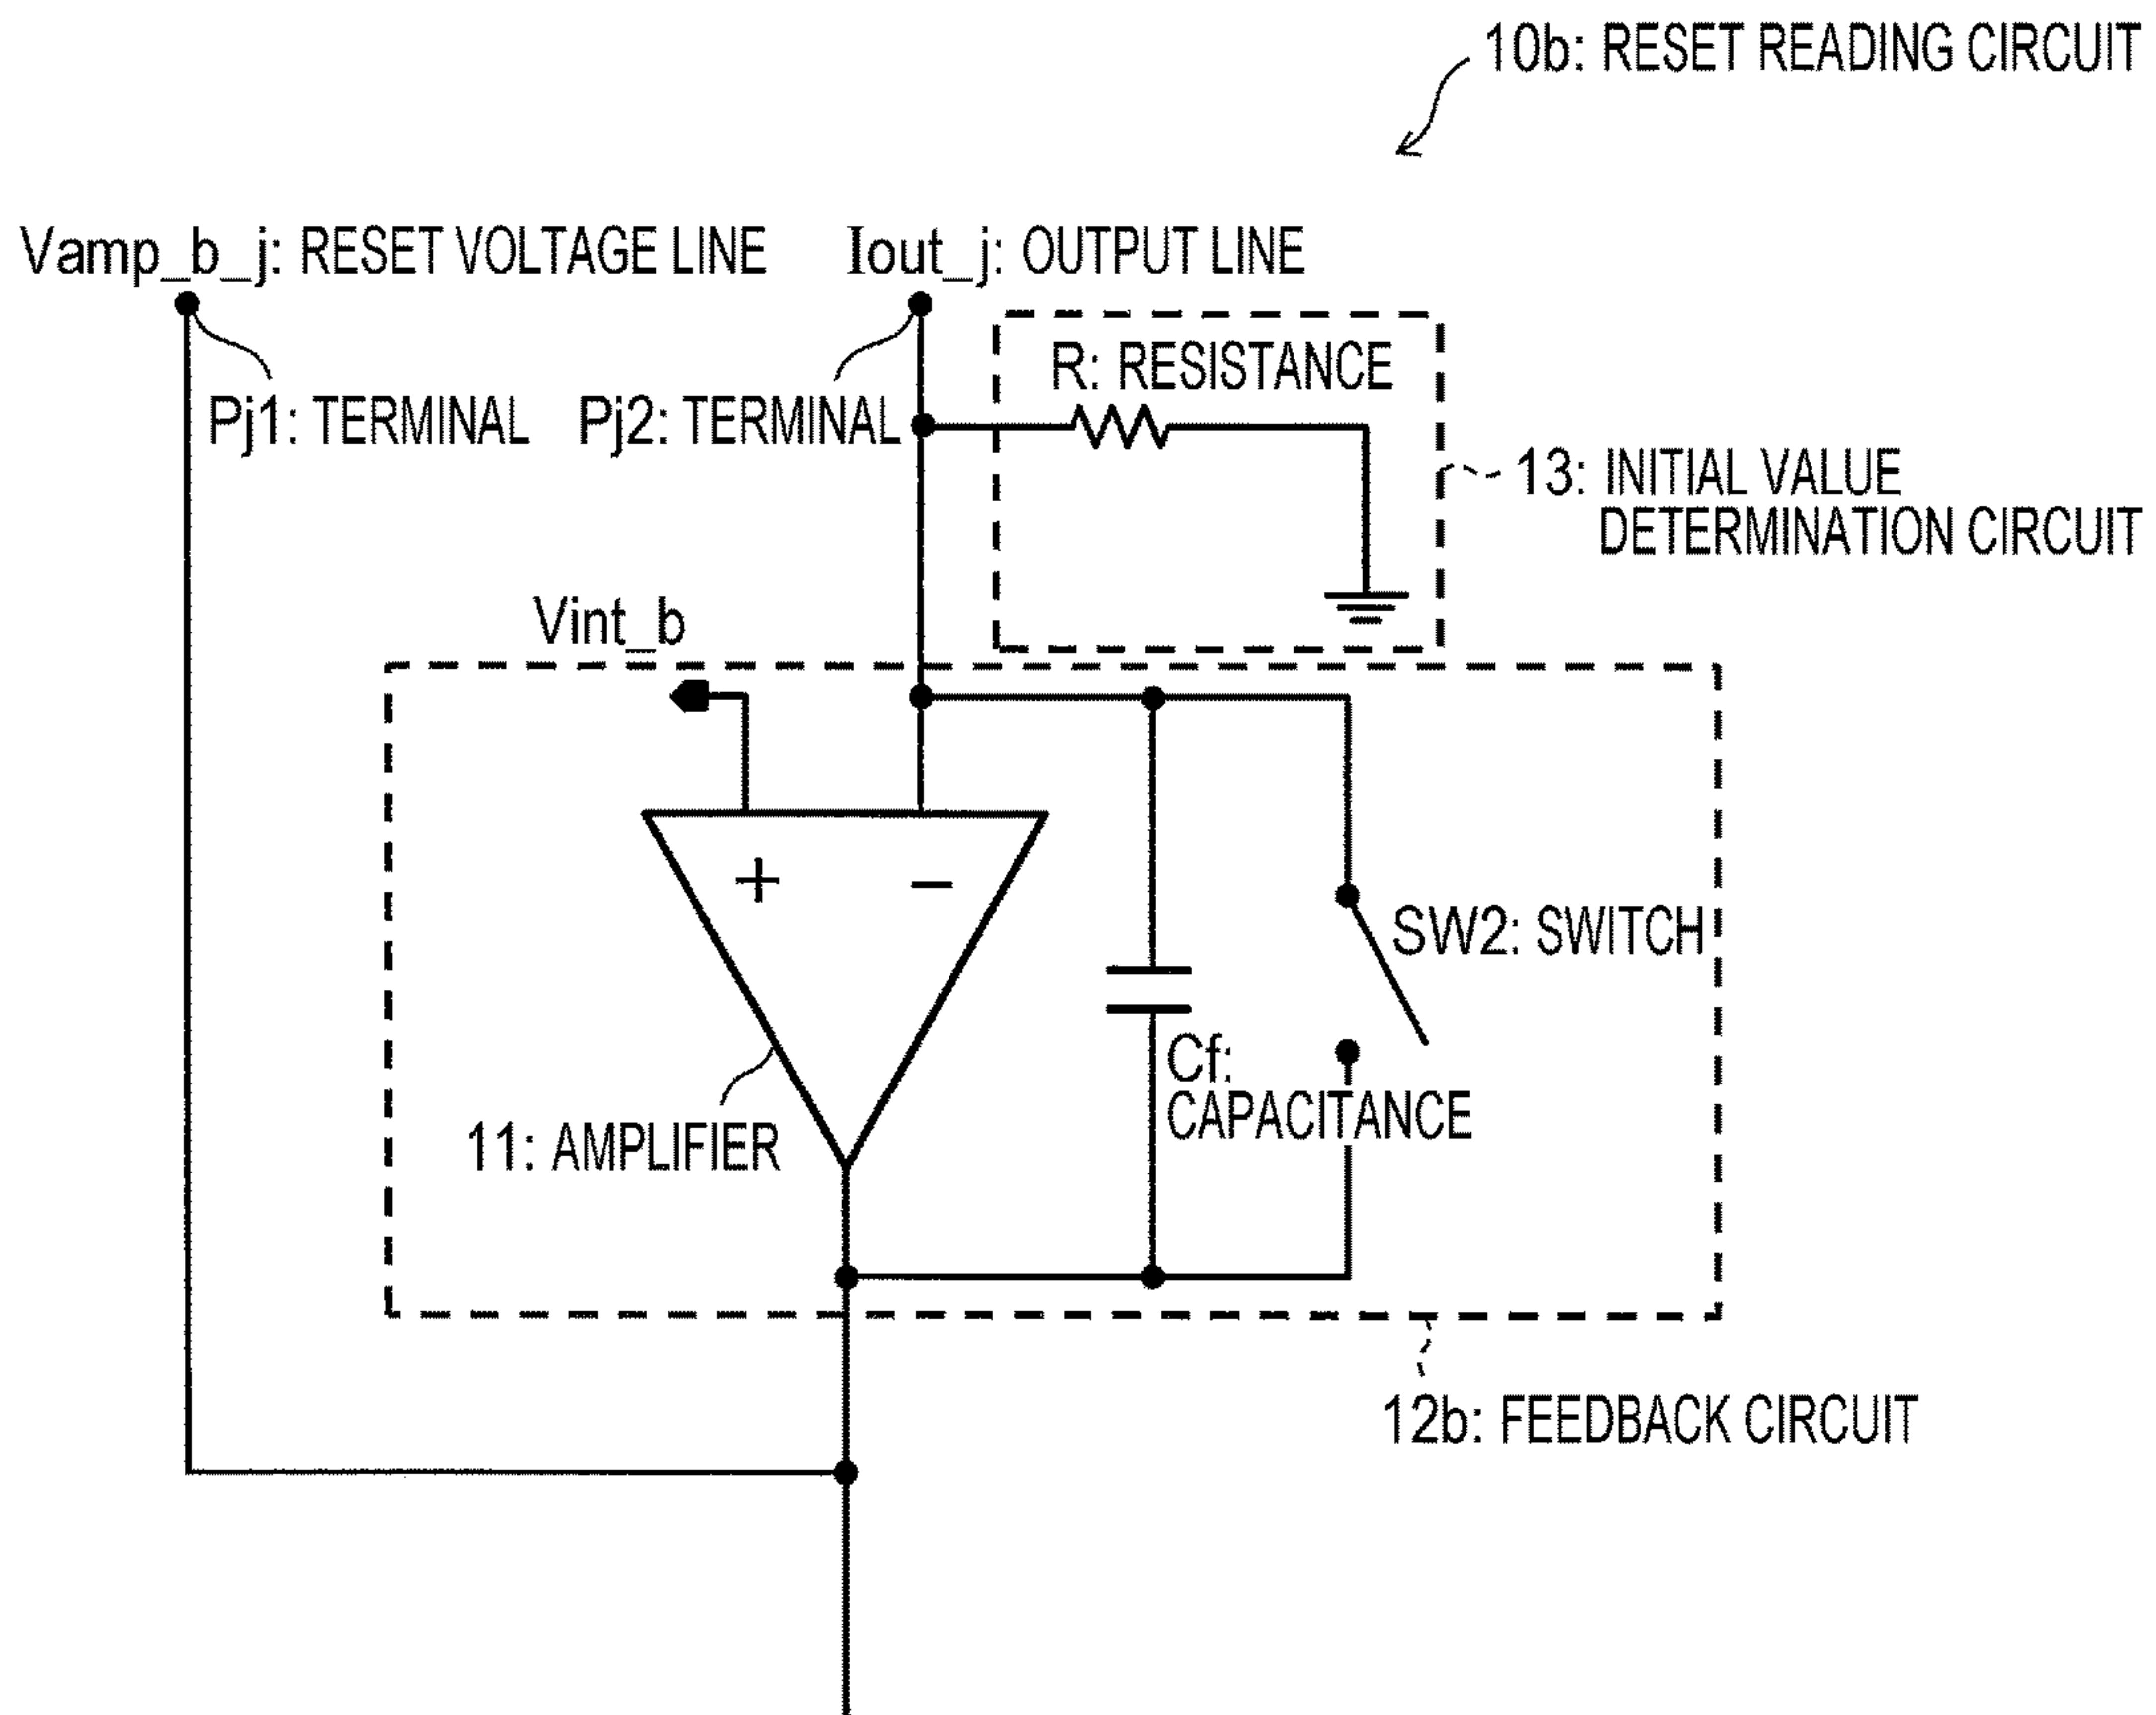 10b: RESET READING CIRCUIT
Vamp_b_j: RESET VOLTAGE LINE
Iout_j: OUTPUT LINE
R: RESISTANCE
Pj1: TERMINAL
Pj2: TERMINAL
13: INITIAL VALUE
DETERMINATION CIRCUIT
Vint_b
+
−
SW2: SWITCH
Cf:
CAPACITANCE
11: AMPLIFIER
12b: FEEDBACK CIRCUIT